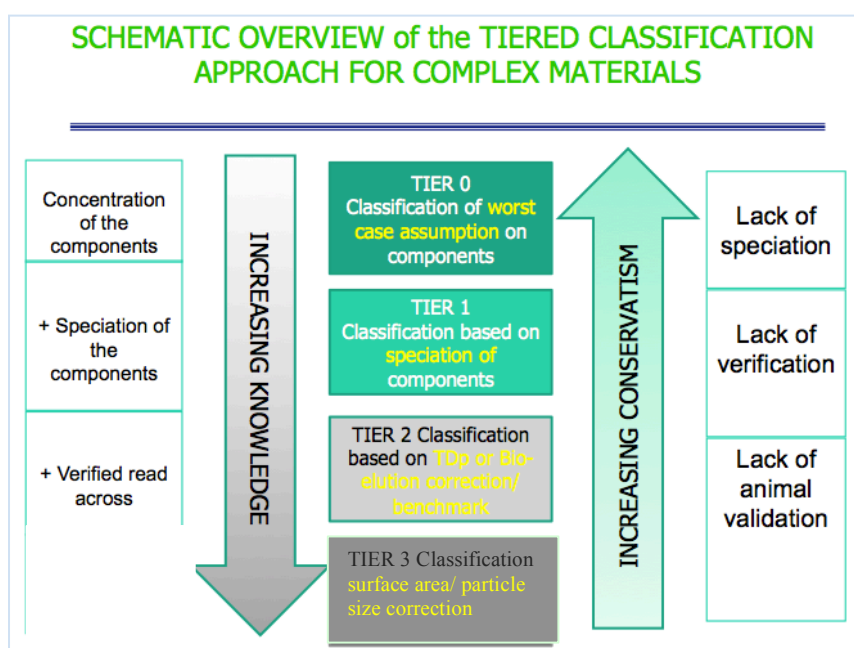 SCHEMATIC OVERVIEW of the TIERED CLASSIFICATION
APPROACH FOR COMPLEX MATERIALS
Concentration
of the
components
+ Speciation of
the
components
+ Verified read
across
INCREASING KNOWLEDGE
TIER 0
Classification of worst
case assumption on
components
TIER 1
Classification based on
speciation of
components
TIER 2 Classification
based on TDp or Bio-
elution correction/
benchmark
TIER 3 Classification
surface area/ particle
size correction
INCREASING CONSERVATISM
Lack of
speciation
Lack of
verification
Lack of
animal
validation